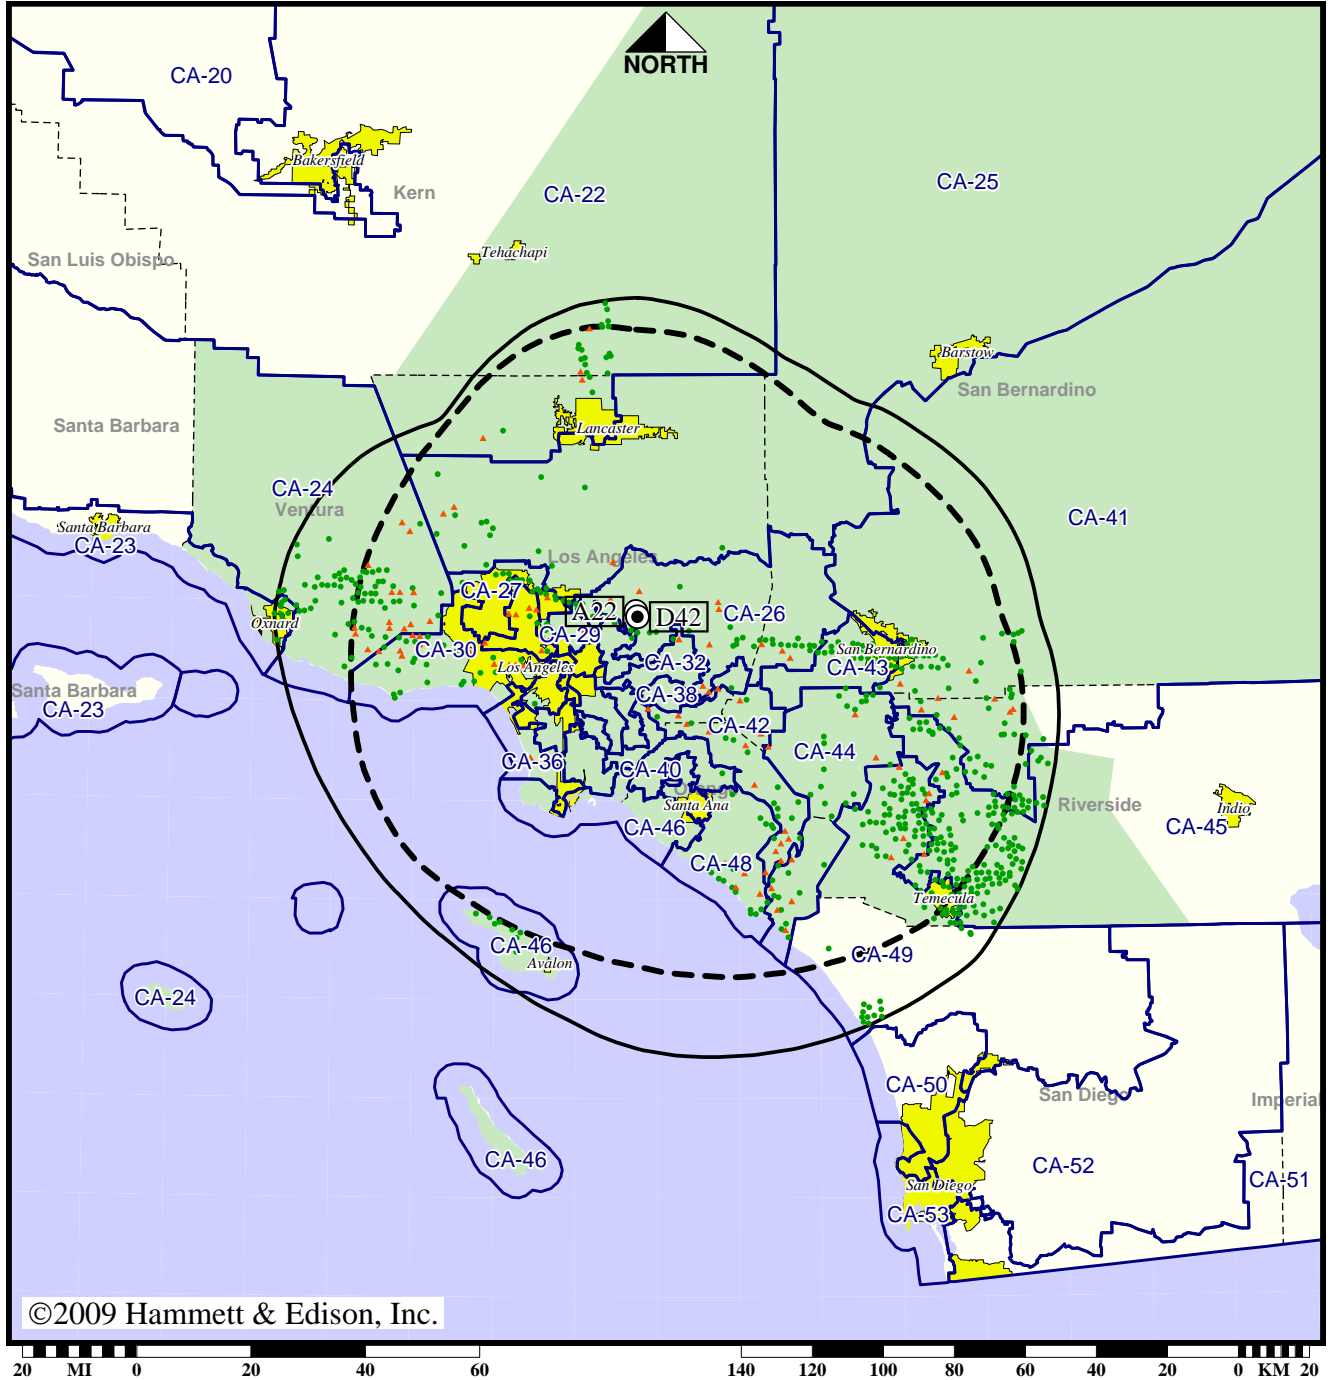 NORTH
CA-20
Bakersfield
Kern
CA-22
CA-25
Tehachapi
San Luis Obispo
Barstow
San Bernardino
Santa Barbara
Lancaster
CA-24
Ventura
CA-41
Santa Barbara
CA-23
Los Angeles
CA-27
A22
D42
CA-26
Oxnard
CA-29
CA-30
Los Angeles
CA-32
San Bernardino
CA-43
Santa Barbara
CA-23
CA-38
CA-42
CA-44
CA-36
CA-40
Santa Ana
Riverside
Indio
CA-46
CA-45
CA-48
Temecula
CA-46
Avalon
CA-49
CA-24
CA-50
San Diego
Imperial
CA-46
CA-52
CA-51
San Diego
CA-53
©2009 Hammett & Edison, Inc.
20 MI 0 20 40 60 140 120 100 80 60 40 20 0 KM 20